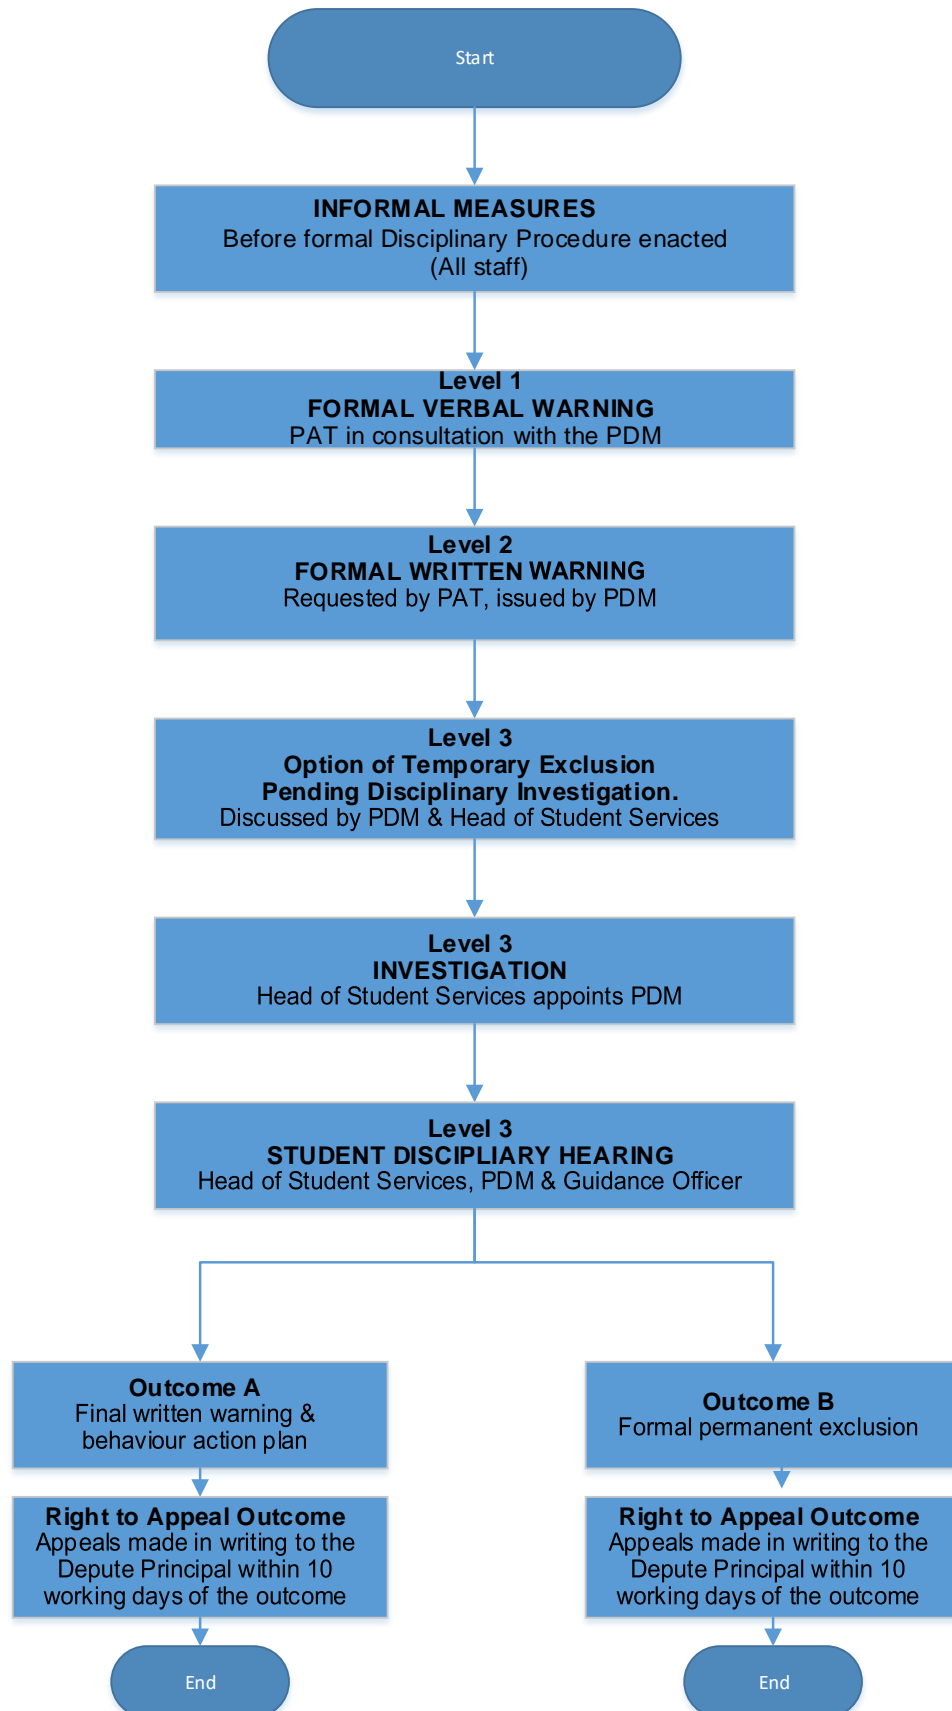 Start
INFORMAL MEASURES
Before formal Disciplinary Procedure enacted
(All staff)
Level 1
FORMAL VERBAL WARNING
PAT in consultation with the PDM
Level 2
FORMAL WRITTEN WARNING
Requested by PAT, issued by PDM
Level 3
Option of Temporary Exclusion
Pending Disciplinary Investigation.
Discussed by PDM & Head of Student Services
Level 3
INVESTIGATION
Head of Student Services appoints PDM
Level 3
STUDENT DISCIPLIARY HEARING
Head of Student Services, PDM & Guidance Officer
Outcome A
Final written warning &
behaviour action plan
Right to Appeal Outcome
Appeals made in writing to the
Depute Principal within 10
working days of the outcome
End
Outcome B
Formal permanent exclusion
Right to Appeal Outcome
Appeals made in writing to the
Depute Principal within 10
working days of the outcome
End